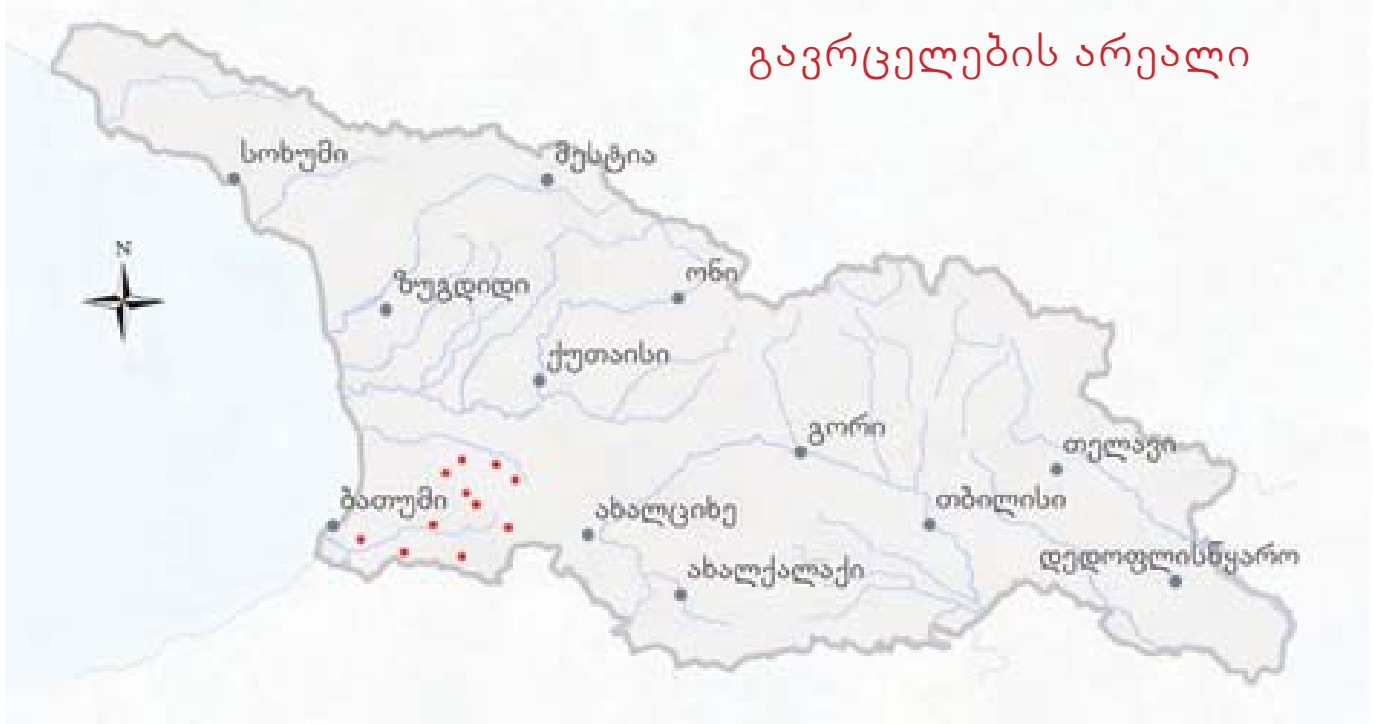 გავრცელების არეალი
სოხუმი
მესტია
N
ონი
ზუგდიდი
ქუთაისი
გორი
თელავი
ბათუმი
ახალციხე
თბილისი
დედოფლისწყარო
ახალქალაქი